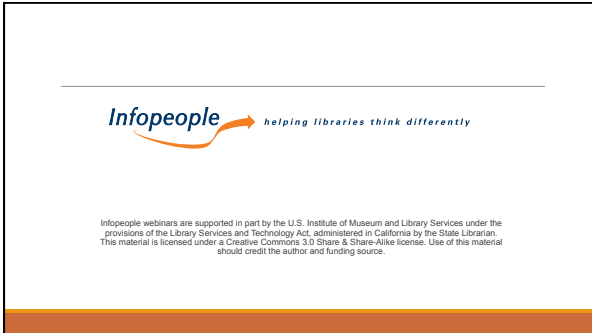 Infopeople helping libraries think differently
Infopeople webinars are supported in part by the U.S. Institute of Museum and Library Services under the
provisions of the Library Services and Technology Act, administered in California by the State Librarian.
This material is licensed under a Creative Commons 3.0 Share & Share-Alike license. Use of this material
should credit the author and funding source.